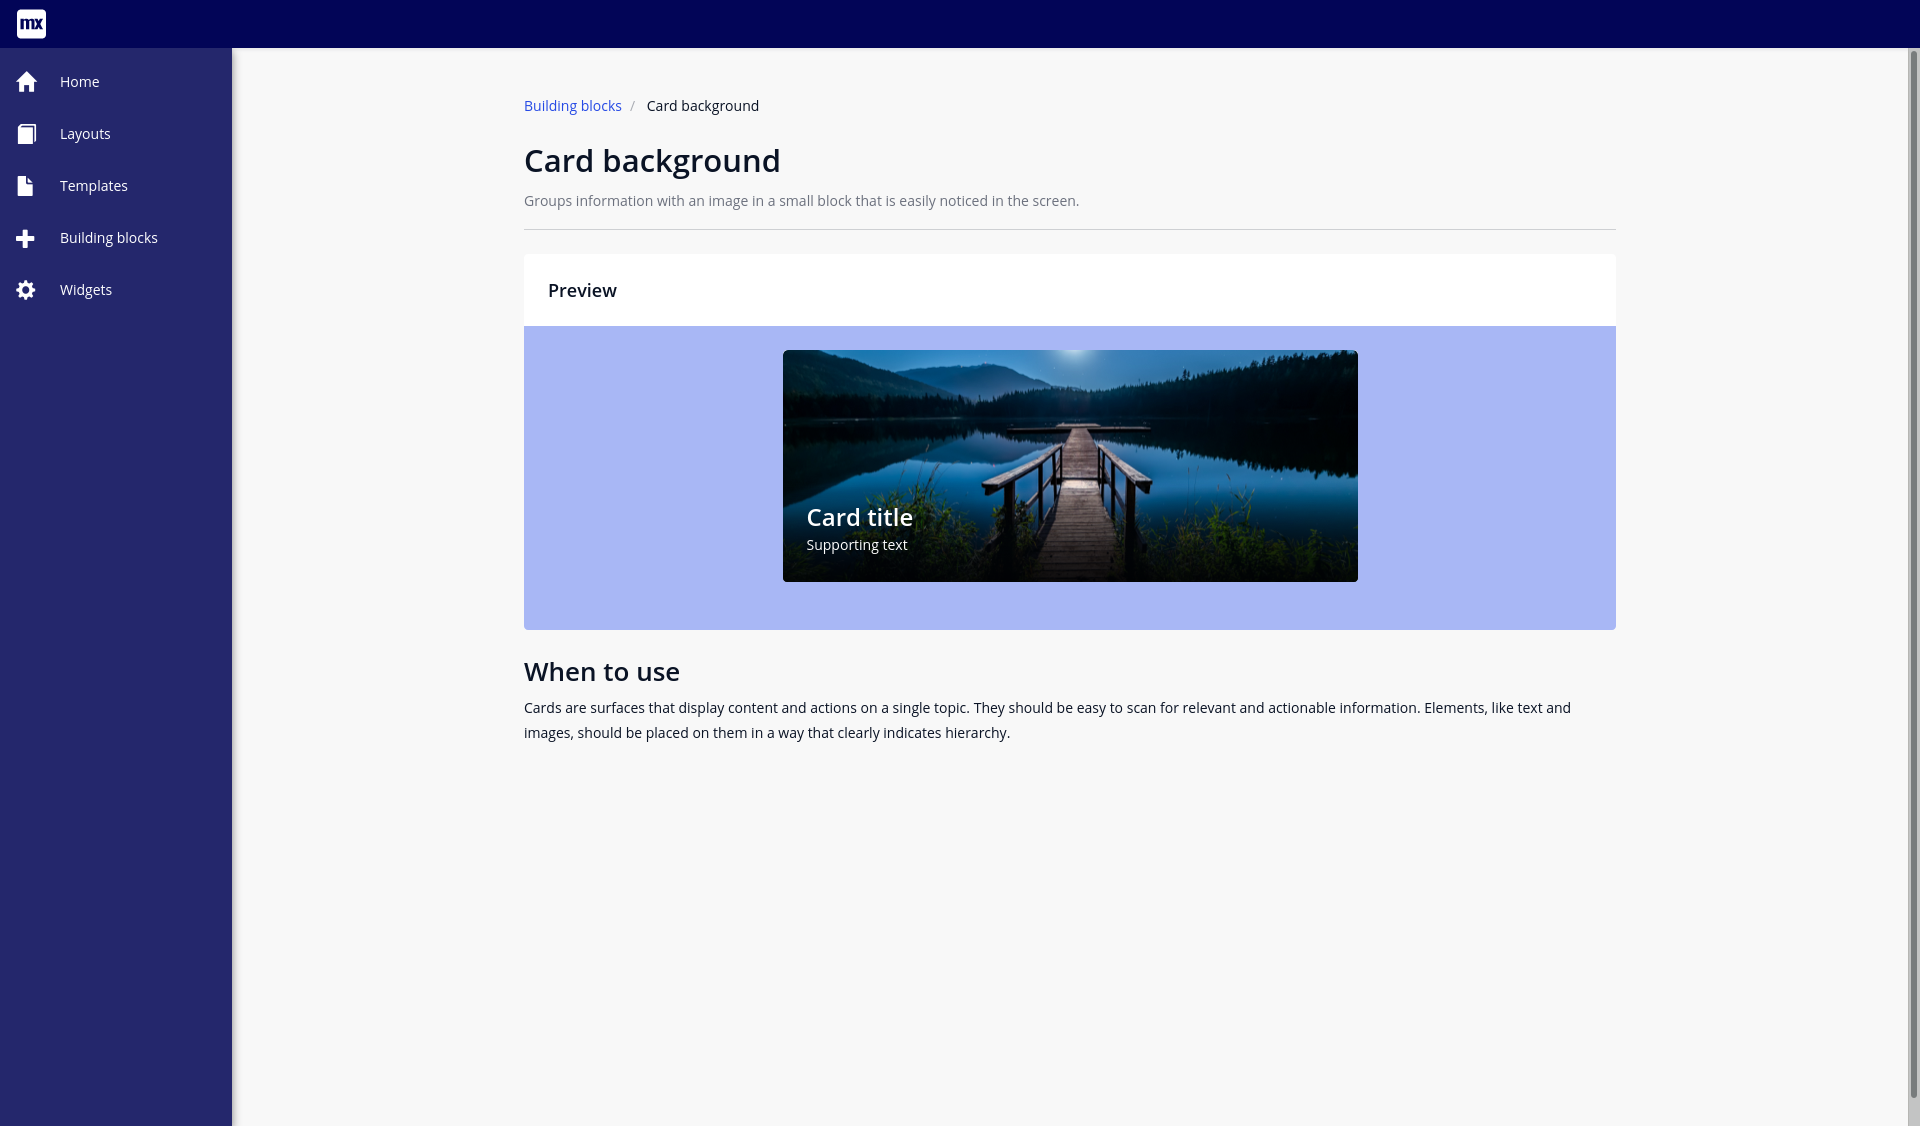 mx
Home
Layouts
Templates
Building blocks
Widgets
Building blocks / Card background
Card background
Groups information with an image in a small block that is easily noticed in the screen.
Preview
Card title
Supporting text
When to use
Cards are surfaces that display content and actions on a single topic. They should be easy to scan for relevant and actionable information. Elements, like text and
images, should be placed on them in a way that clearly indicates hierarchy.